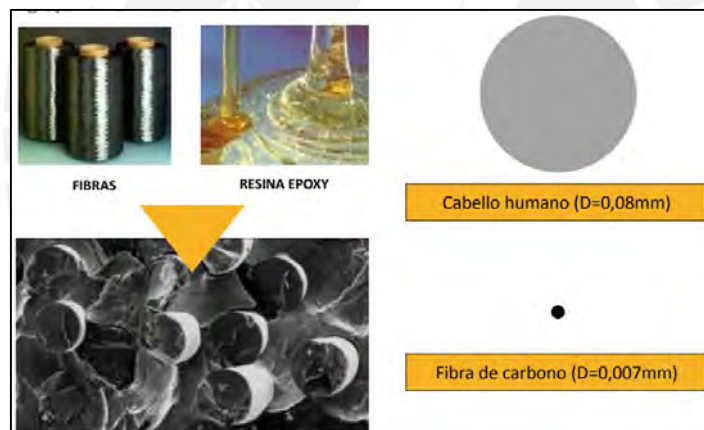 FIBRAS
RESINA EPOXY
Cabello humano (D=0,08mm)
Fibra de carbono (D=0,007mm)